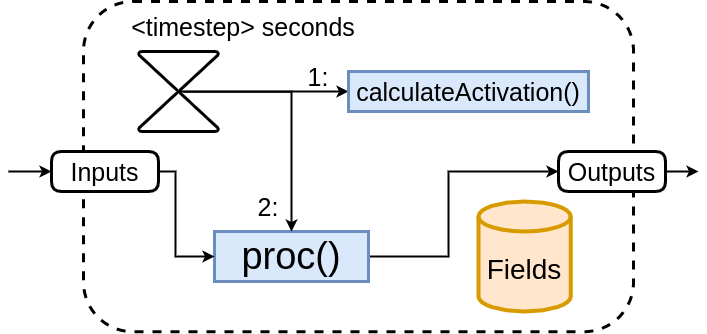 <timestep> seconds
1:
calculateActivation()
Inputs
Outputs
2:
proc()
Fields